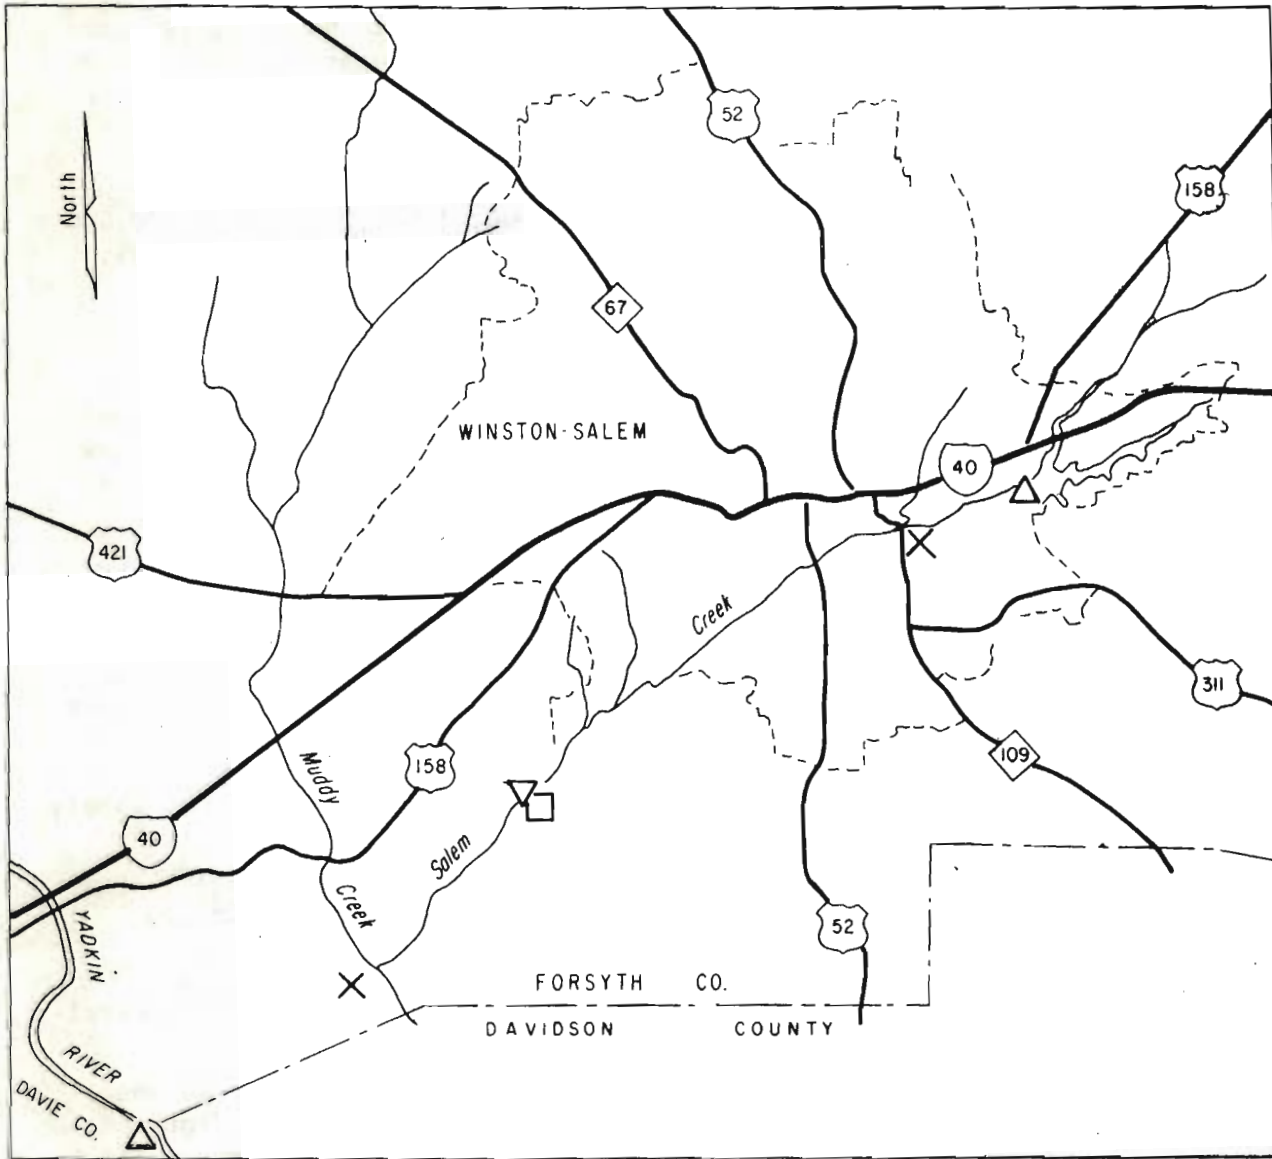 52
158
North
67
WINSTON-SALEM
40
421
Creek
311
Muddy
158
109
40
Salem
Creek
52
YADKIN
FORSYTH CO.
DAVIDSON COUNTY
RIVER
DAVIE CO.